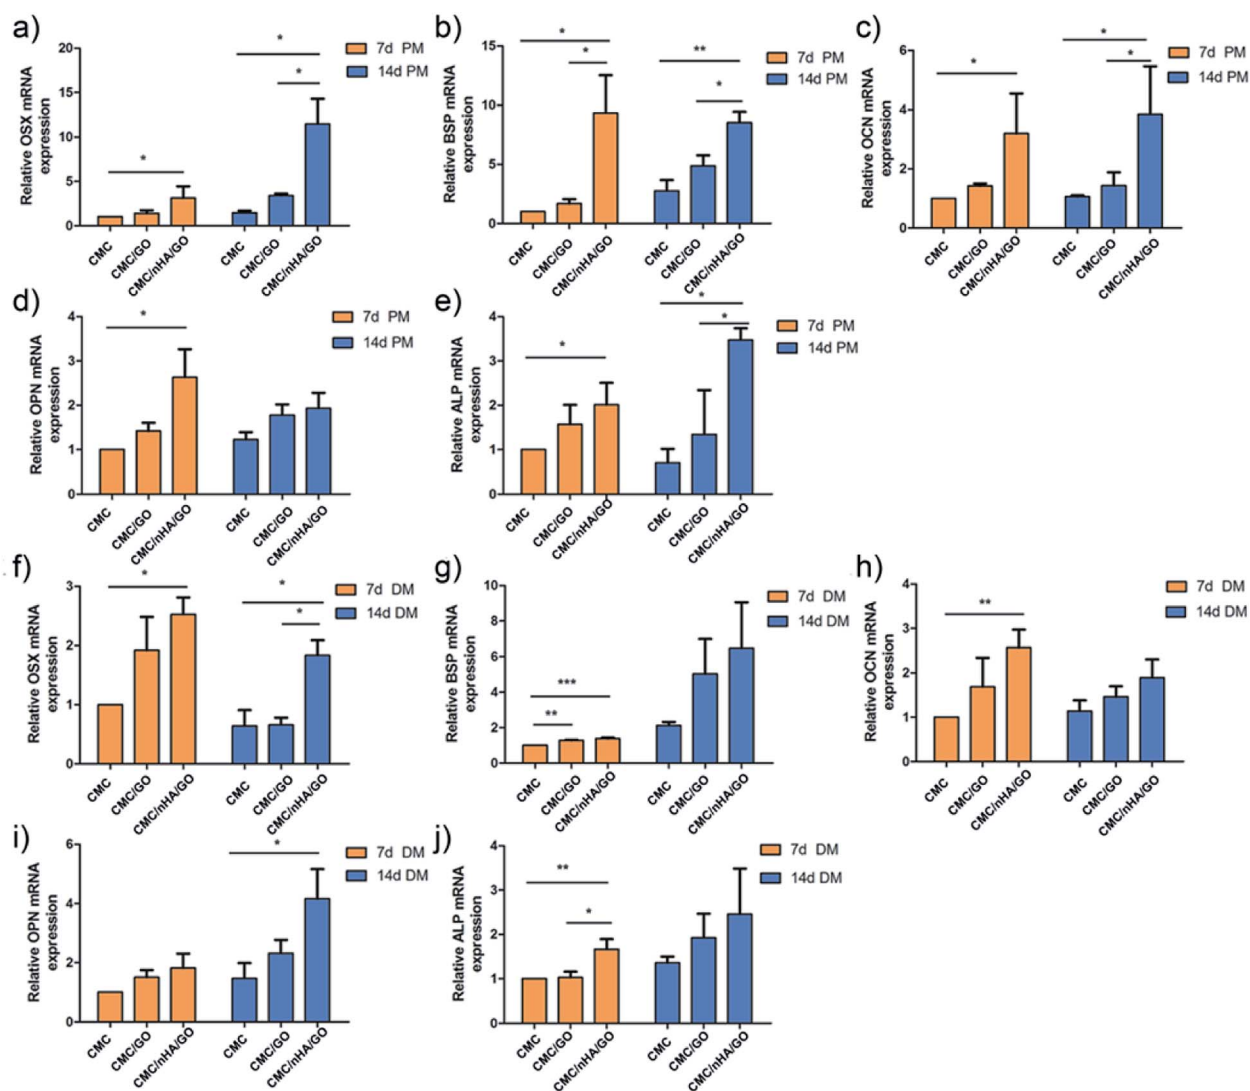 a)
Relative OSX mRNA
expression
20
15
10
5
0
*
*
*
7d PM
14d PM
CMC
CMC/GO
CMC/nHA/GO
CMC
CMC/GO
CMC/nHA/GO
b)
Relative BSP mRNA
expression
15
10
5
0
*
*
**
*
7d PM
14d PM
CMC
CMC/GO
CMC/nHA/GO
CMC
CMC/GO
CMC/nHA/GO
c)
Relative OCN mRNA
expression
6
4
2
0
*
*
*
7d PM
14d PM
CMC
CMC/GO
CMC/nHA/GO
CMC
CMC/GO
CMC/nHA/GO
d)
Relative OPN mRNA
expression
4
3
2
1
0
*
7d PM
14d PM
CMC
CMC/GO
CMC/nHA/GO
CMC
CMC/GO
CMC/nHA/GO
e)
Relative ALP mRNA
expression
4
3
2
1
0
*
*
*
7d PM
14d PM
CMC
CMC/GO
CMC/nHA/GO
CMC
CMC/GO
CMC/nHA/GO
f)
Relative OSX mRNA
expression
3
2
1
0
*
*
*
7d DM
14d DM
CMC
CMC/GO
CMC/nHA/GO
CMC
CMC/GO
CMC/nHA/GO
g)
Relative BSP mRNA
expression
10
8
6
4
2
0
***
**
7d DM
14d DM
CMC
CMC/GO
CMC/nHA/GO
CMC
CMC/GO
CMC/nHA/GO
h)
Relative OCN mRNA
expression
4
3
2
1
0
**
7d DM
14d DM
CMC
CMC/GO
CMC/nHA/GO
CMC
CMC/GO
CMC/nHA/GO
i)
Relative OPN mRNA
expression
6
4
2
0
*
7d DM
14d DM
CMC
CMC/GO
CMC/nHA/GO
CMC
CMC/GO
CMC/nHA/GO
j)
Relative ALP mRNA
expression
4
3
2
1
0
**
*
7d DM
14d DM
CMC
CMC/GO
CMC/nHA/GO
CMC
CMC/GO
CMC/nHA/GO